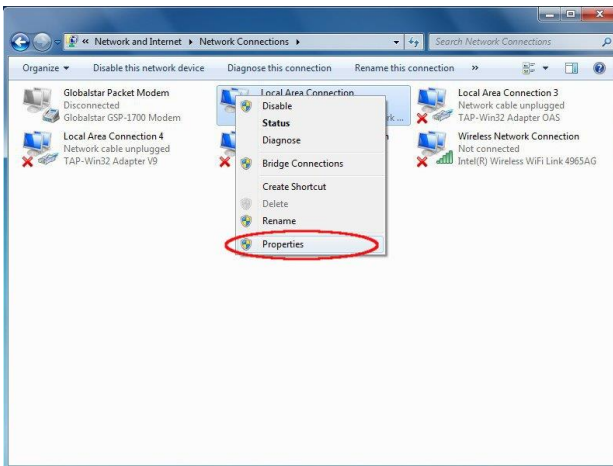 « Network and Internet ▸ Network Connections ▸
Search Network Connections
Organize ▾ Disable this network device Diagnose this connection Rename this connection »
Globalstar Packet Modem
Disconnected
Globalstar GSP-1700 Modem
Local Area Connection
rk ...
Local Area Connection 3
Network cable unplugged
TAP-Win32 Adapter OAS
Local Area Connection 4
Network cable unplugged
TAP-Win32 Adapter V9
Wireless Network Connection
Not connected
Intel(R) Wireless WiFi Link 4965AG
Disable
Status
Diagnose
Bridge Connections
Create Shortcut
Delete
Rename
Properties